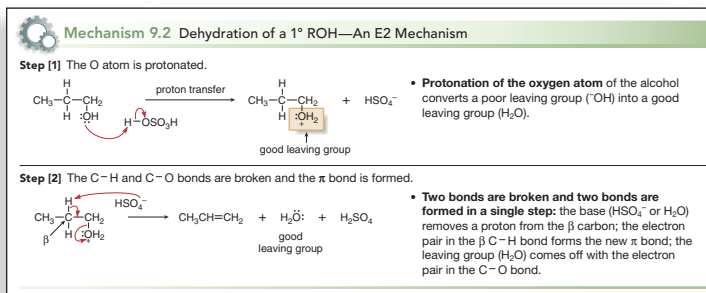 Mechanism 9.2 Dehydration of a 1° ROH—An E2 Mechanism
Step [1] The O atom is protonated.
H
CH₃–C–CH₂
H :ÖH
H–OSO₃H
proton transfer
H
CH₃–C–CH₂ + HSO₄⁻
H :OH₂
+
good leaving group
• Protonation of the oxygen atom of the alcohol
converts a poor leaving group (⁻OH) into a good
leaving group (H₂O).
Step [2] The C–H and C–O bonds are broken and the π bond is formed.
H HSO₄⁻
CH₃–C–CH₂
β H :OH₂
+
CH₃CH=CH₂ + H₂Ö: + H₂SO₄
good
leaving group
• Two bonds are broken and two bonds are
formed in a single step: the base (HSO₄⁻ or H₂O)
removes a proton from the β carbon; the electron
pair in the β C–H bond forms the new π bond; the
leaving group (H₂O) comes off with the electron
pair in the C–O bond.